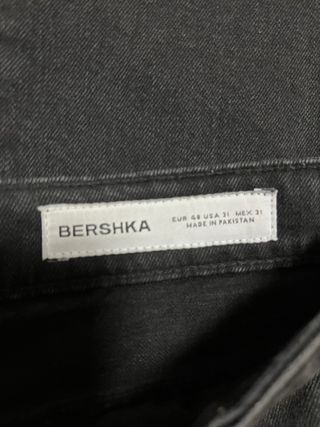 BERSHKA
EUR 48 USA 31 MEX 31
MADE IN PAKISTAN